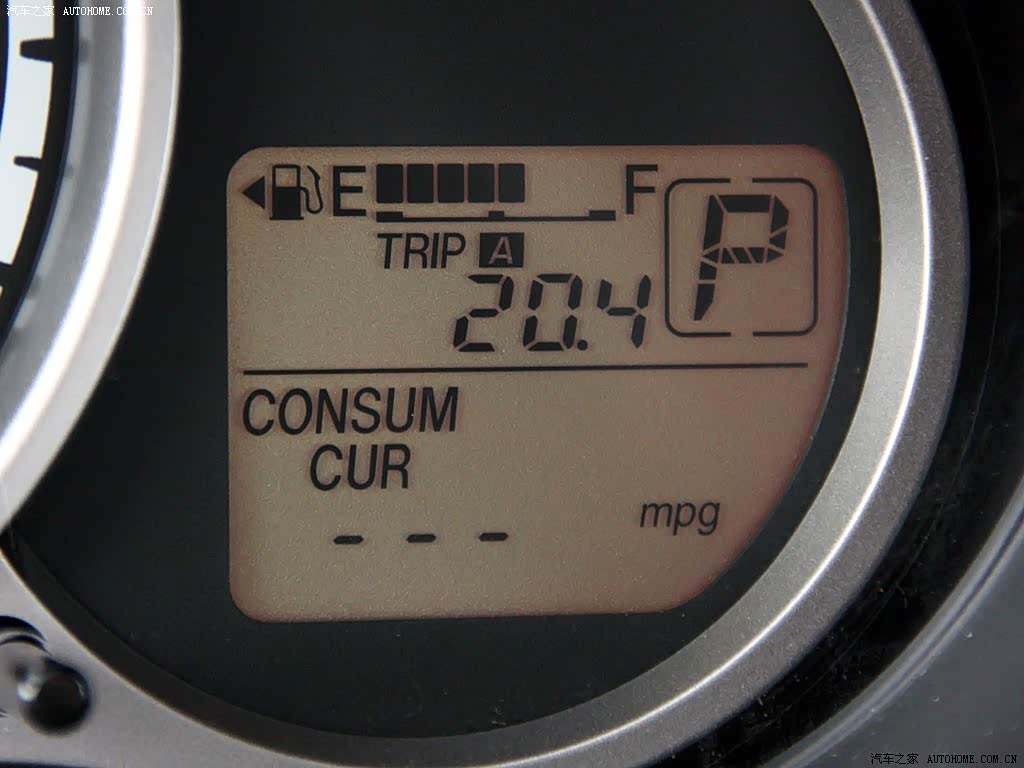 汽车之家 AUTOHOME.COM.CN
E F
P
TRIP A
20.4
CONSUM
CUR
mpg
- - -
汽车之家 AUTOHOME.COM.CN